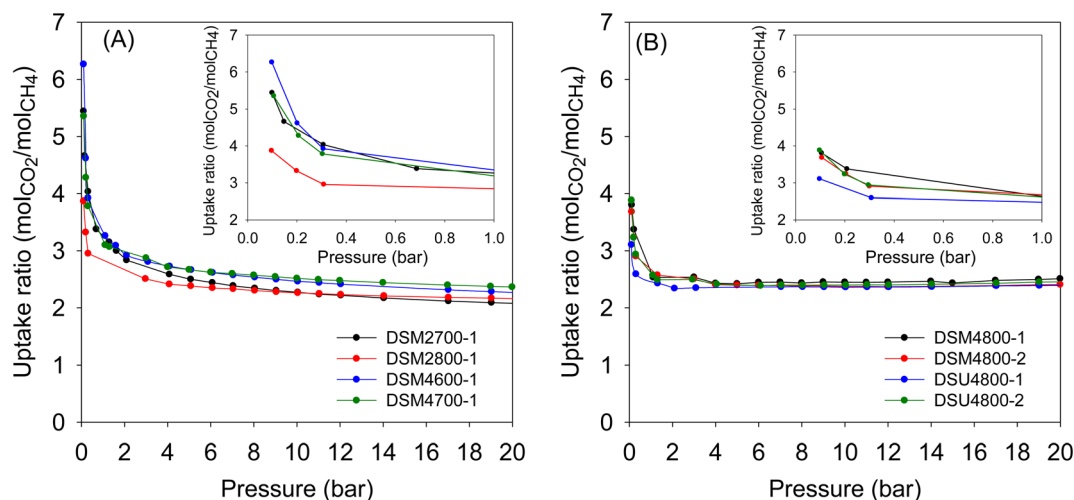 (A)
Uptake ratio (molCO2/molCH4)
7
6
5
4
3
2
1
0
0 2 4 6 8 10 12 14 16 18 20
Pressure (bar)
Uptake ratio (molCO2/molCH4)
7
6
5
4
3
2
0.0 0.2 0.4 0.6 0.8 1.0
Pressure (bar)
DSM2700-1
DSM2800-1
DSM4600-1
DSM4700-1
(B)
Uptake ratio (molCO2/molCH4)
7
6
5
4
3
2
1
0
0 2 4 6 8 10 12 14 16 18 20
Pressure (bar)
Uptake ratio (molCO2/molCH4)
7
6
5
4
3
2
0.0 0.2 0.4 0.6 0.8 1.0
Pressure (bar)
DSM4800-1
DSM4800-2
DSU4800-1
DSU4800-2